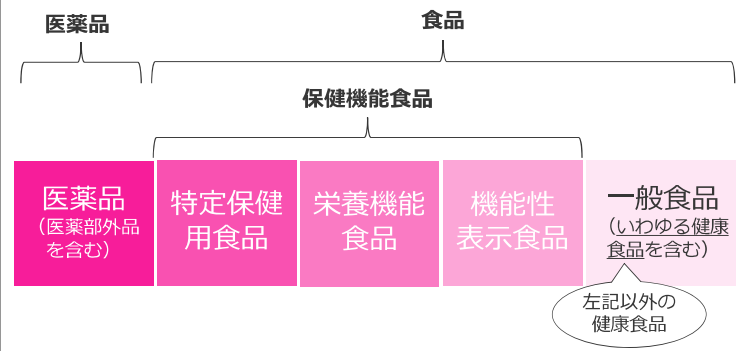 医薬品
食品
保健機能食品
医薬品
（医薬部外品
を含む）
特定保健
用食品
栄養機能
食品
機能性
表示食品
一般食品
（いわゆる健康
食品を含む）
左記以外の
健康食品